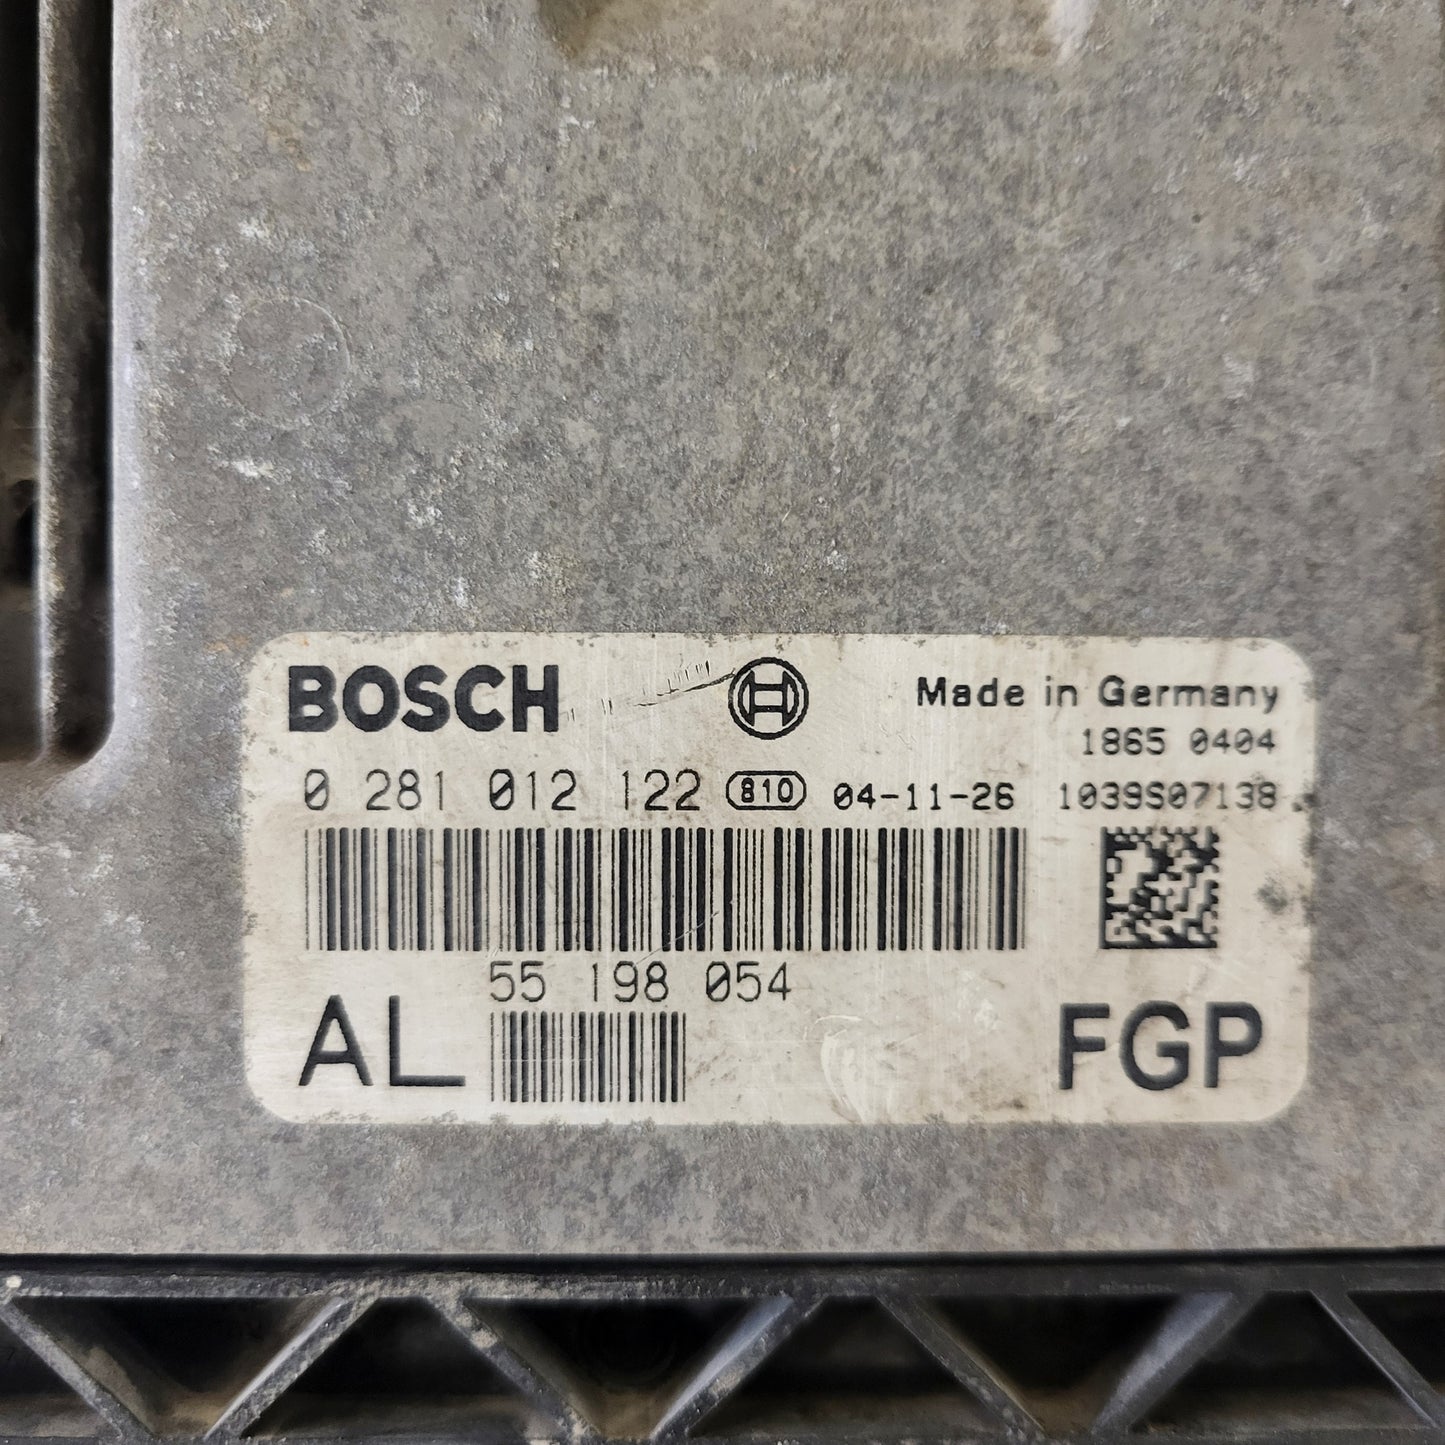 BOSCH Made in Germany
1865 0404
0 281 012 122 810 04-11-26 1039S07138
55 198 054
AL FGP